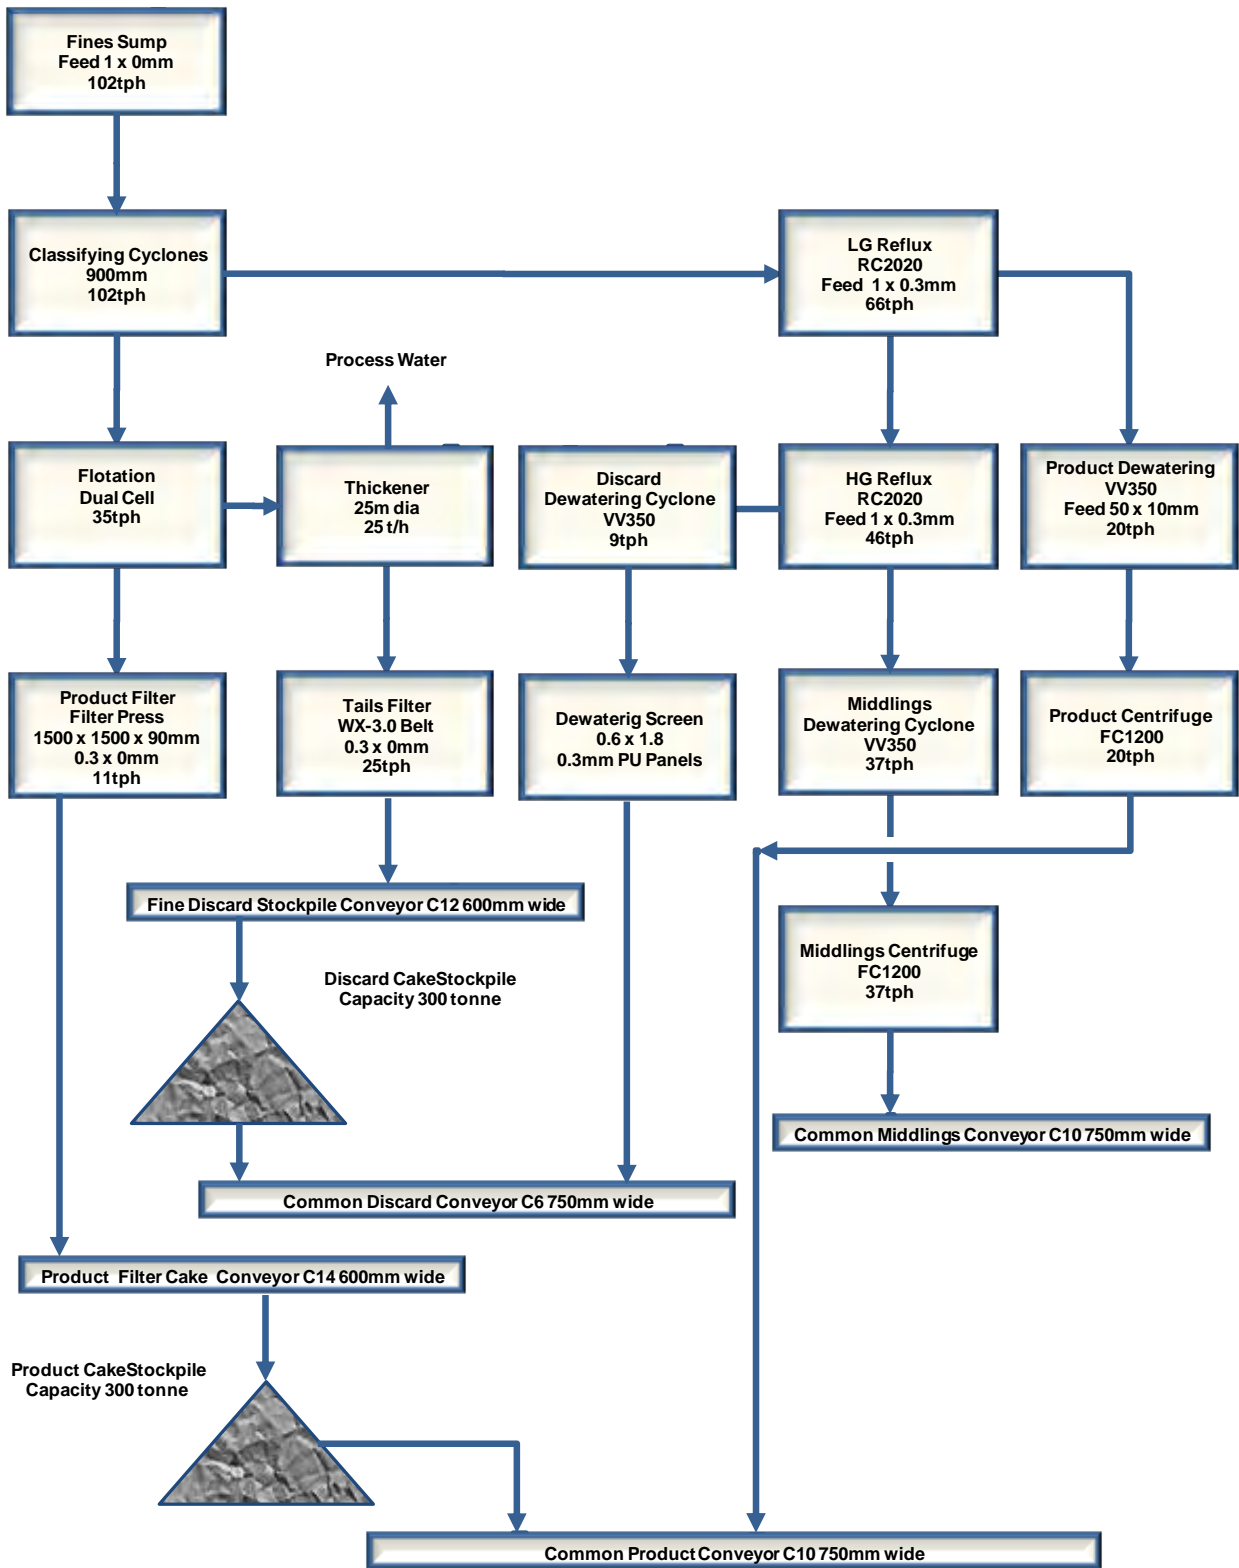 Fines Sump
Feed 1 x 0mm
102tph
Classifying Cyclones
900mm
102tph
LG Reflux
RC2020
Feed 1 x 0.3mm
66tph
Process Water
Flotation
Dual Cell
35tph
Thickener
25m dia
25 t/h
Discard
Dewatering Cyclone
VV350
9tph
HG Reflux
RC2020
Feed 1 x 0.3mm
46tph
Product Dewatering
VV350
Feed 50 x 10mm
20tph
Product Filter
Filter Press
1500 x 1500 x 90mm
0.3 x 0mm
11tph
Tails Filter
WX-3.0 Belt
0.3 x 0mm
25tph
Dewaterig Screen
0.6 x 1.8
0.3mm PU Panels
Middlings
Dewatering Cyclone
VV350
37tph
Product Centrifuge
FC1200
20tph
Fine Discard Stockpile Conveyor C12 600mm wide
Middlings Centrifuge
FC1200
37tph
Discard CakeStockpile
Capacity 300 tonne
Common Middlings Conveyor C10 750mm wide
Common Discard Conveyor C6 750mm wide
Product Filter Cake Conveyor C14 600mm wide
Product CakeStockpile
Capacity 300 tonne
Common Product Conveyor C10 750mm wide